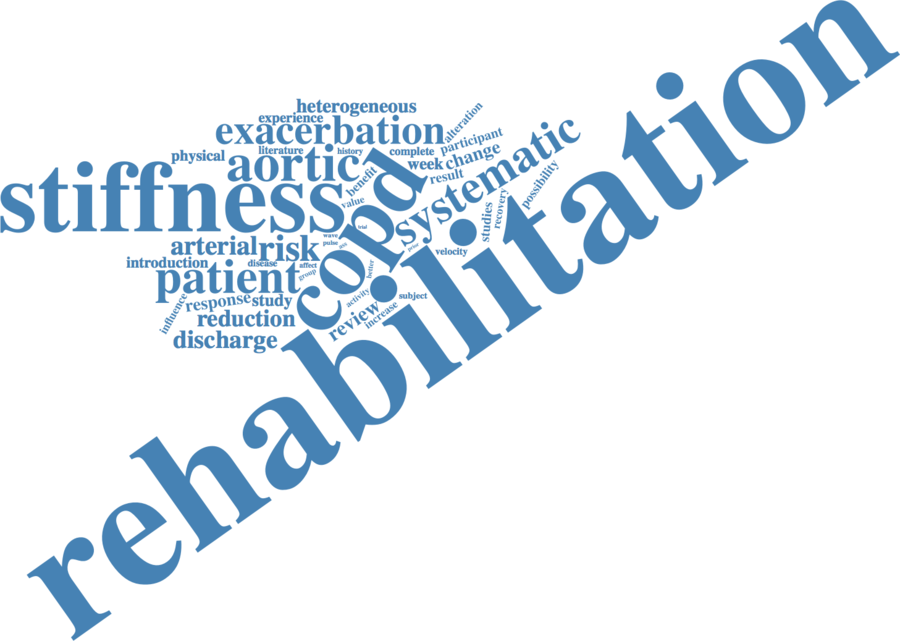 heterogeneous
experience
alteration
exacerbation
participant
systematic
literature
history
complete
physical
aortic
week
change
benefit
result
possibility
stiffness
value
copd
recovery
studies
trial
wave
pulse
arterial
risk
prior
velocity
introduction
disease
affect
better
group
patient
activity
subject
influence
response
study
increase
review
reduction
discharge
rehabilitation